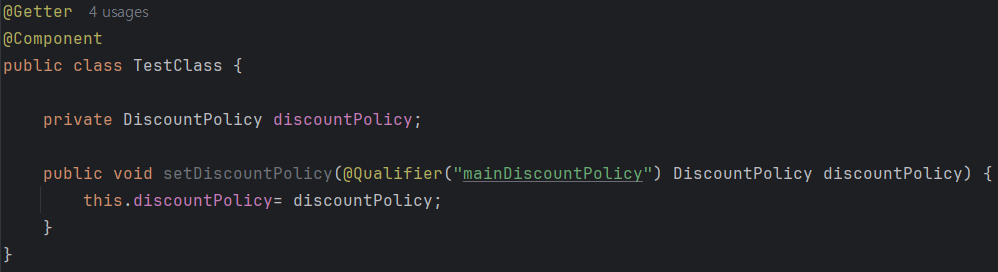 @Getter 4 usages
@Component
public class TestClass {
private DiscountPolicy discountPolicy;
public void setDiscountPolicy(@Qualifier("mainDiscountPolicy") DiscountPolicy discountPolicy) {
this.discountPolicy= discountPolicy;
}
}